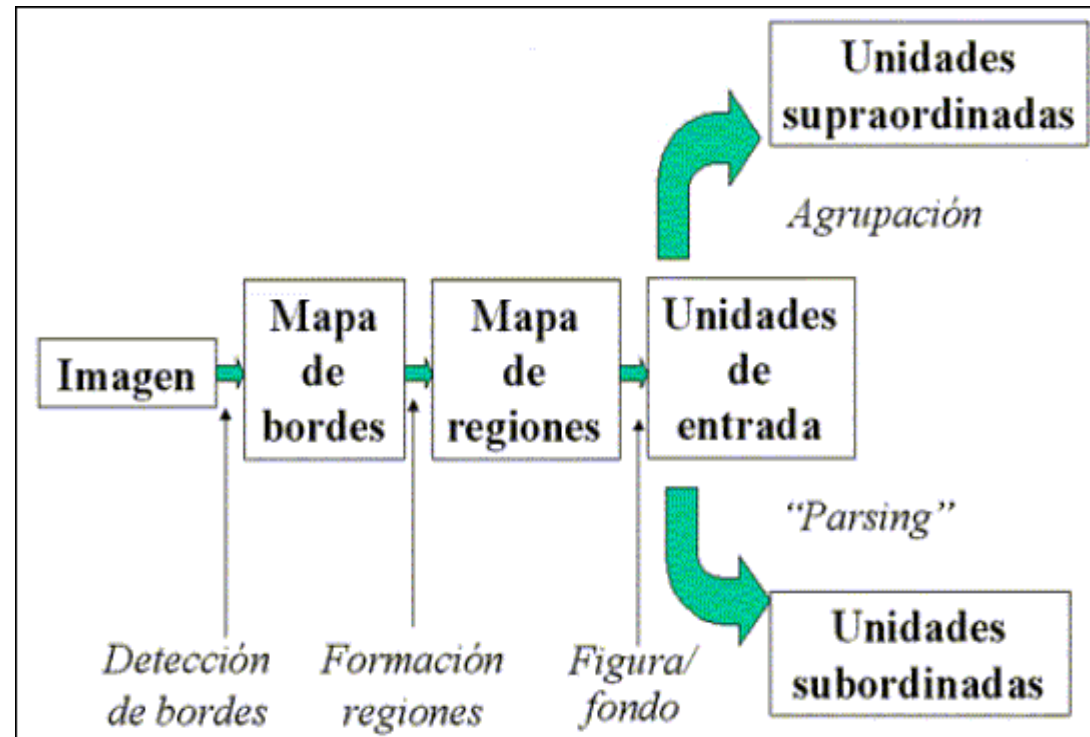 Unidades
supraordinadas
Agrupación
Imagen
Mapa
de
bordes
Mapa
de
regiones
Unidades
de
entrada
“Parsing”
Unidades
subordinadas
Detección
de bordes
Formación
regiones
Figura/
fondo